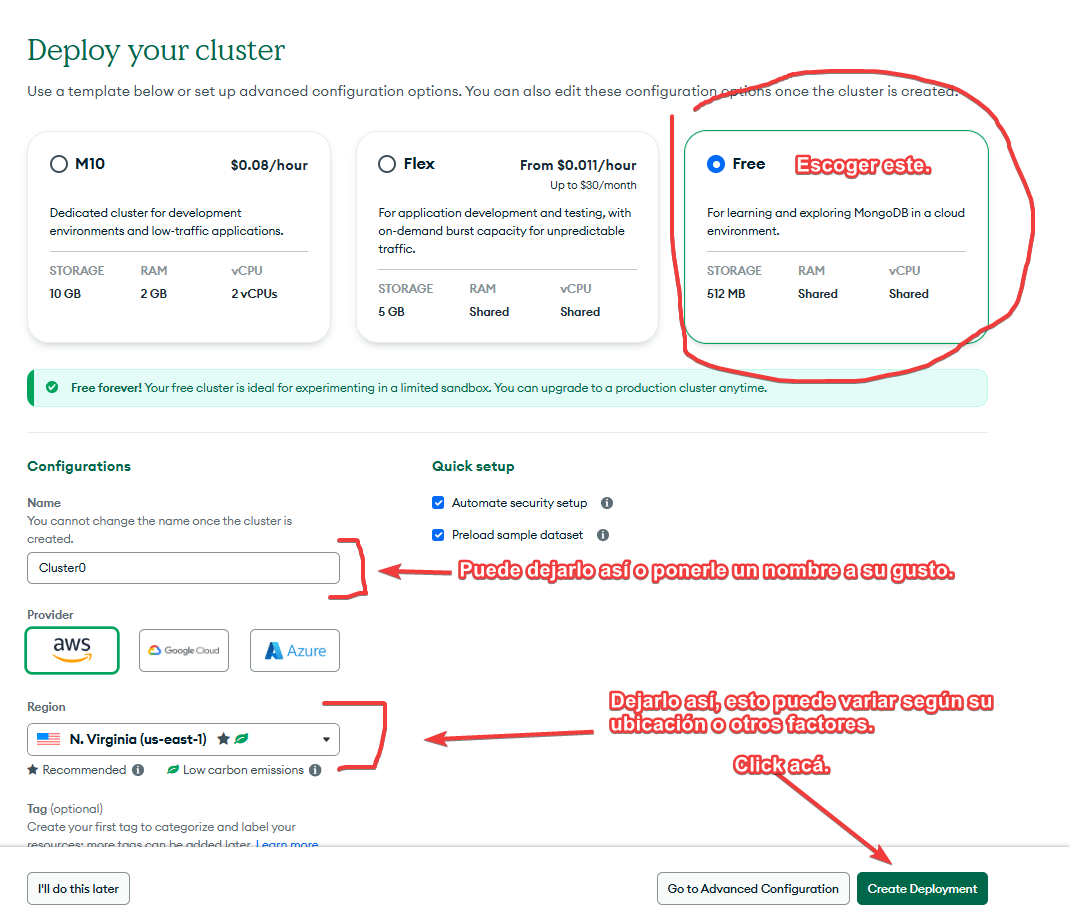 Deploy your cluster
Use a template below or set up advanced configuration options. You can also edit these configuration options once the cluster is created.
M10
$0.08/hour
Dedicated cluster for development
environments and low-traffic applications.
STORAGE RAM vCPU
10 GB 2 GB 2 vCPUs
Flex
From $0.011/hour
Up to $30/month
For application development and testing, with
on-demand burst capacity for unpredictable
traffic.
STORAGE RAM vCPU
5 GB Shared Shared
Free
Escoger este.
For learning and exploring MongoDB in a cloud
environment.
STORAGE RAM vCPU
512 MB Shared Shared
Free forever! Your free cluster is ideal for experimenting in a limited sandbox. You can upgrade to a production cluster anytime.
Configurations
Name
You cannot change the name once the cluster is
created.
Cluster0
Quick setup
Automate security setup
Preload sample dataset
Puede dejarlo así o ponerle un nombre a su gusto.
Provider
aws
Google Cloud
Azure
Region
N. Virginia (us-east-1)
Recommended
Low carbon emissions
Dejarlo así, esto puede variar según su
ubicación o otros factores.
Click acá.
Tag (optional)
Create your first tag to categorize and label your
resources; more tags can be added later. Learn more
I'll do this later
Go to Advanced Configuration
Create Deployment